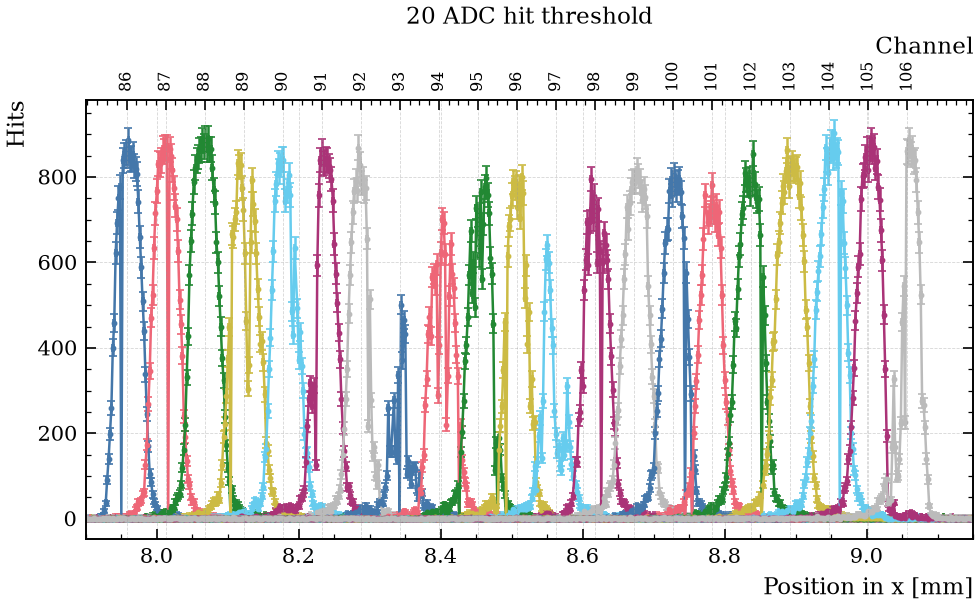 20 ADC hit threshold
Channel
86 87 88 89 90 91 92 93 94 95 96 97 98 99 100 101 102 103 104 105 106
Hits
800
600
400
200
0
8.0 8.2 8.4 8.6 8.8 9.0
Position in x [mm]